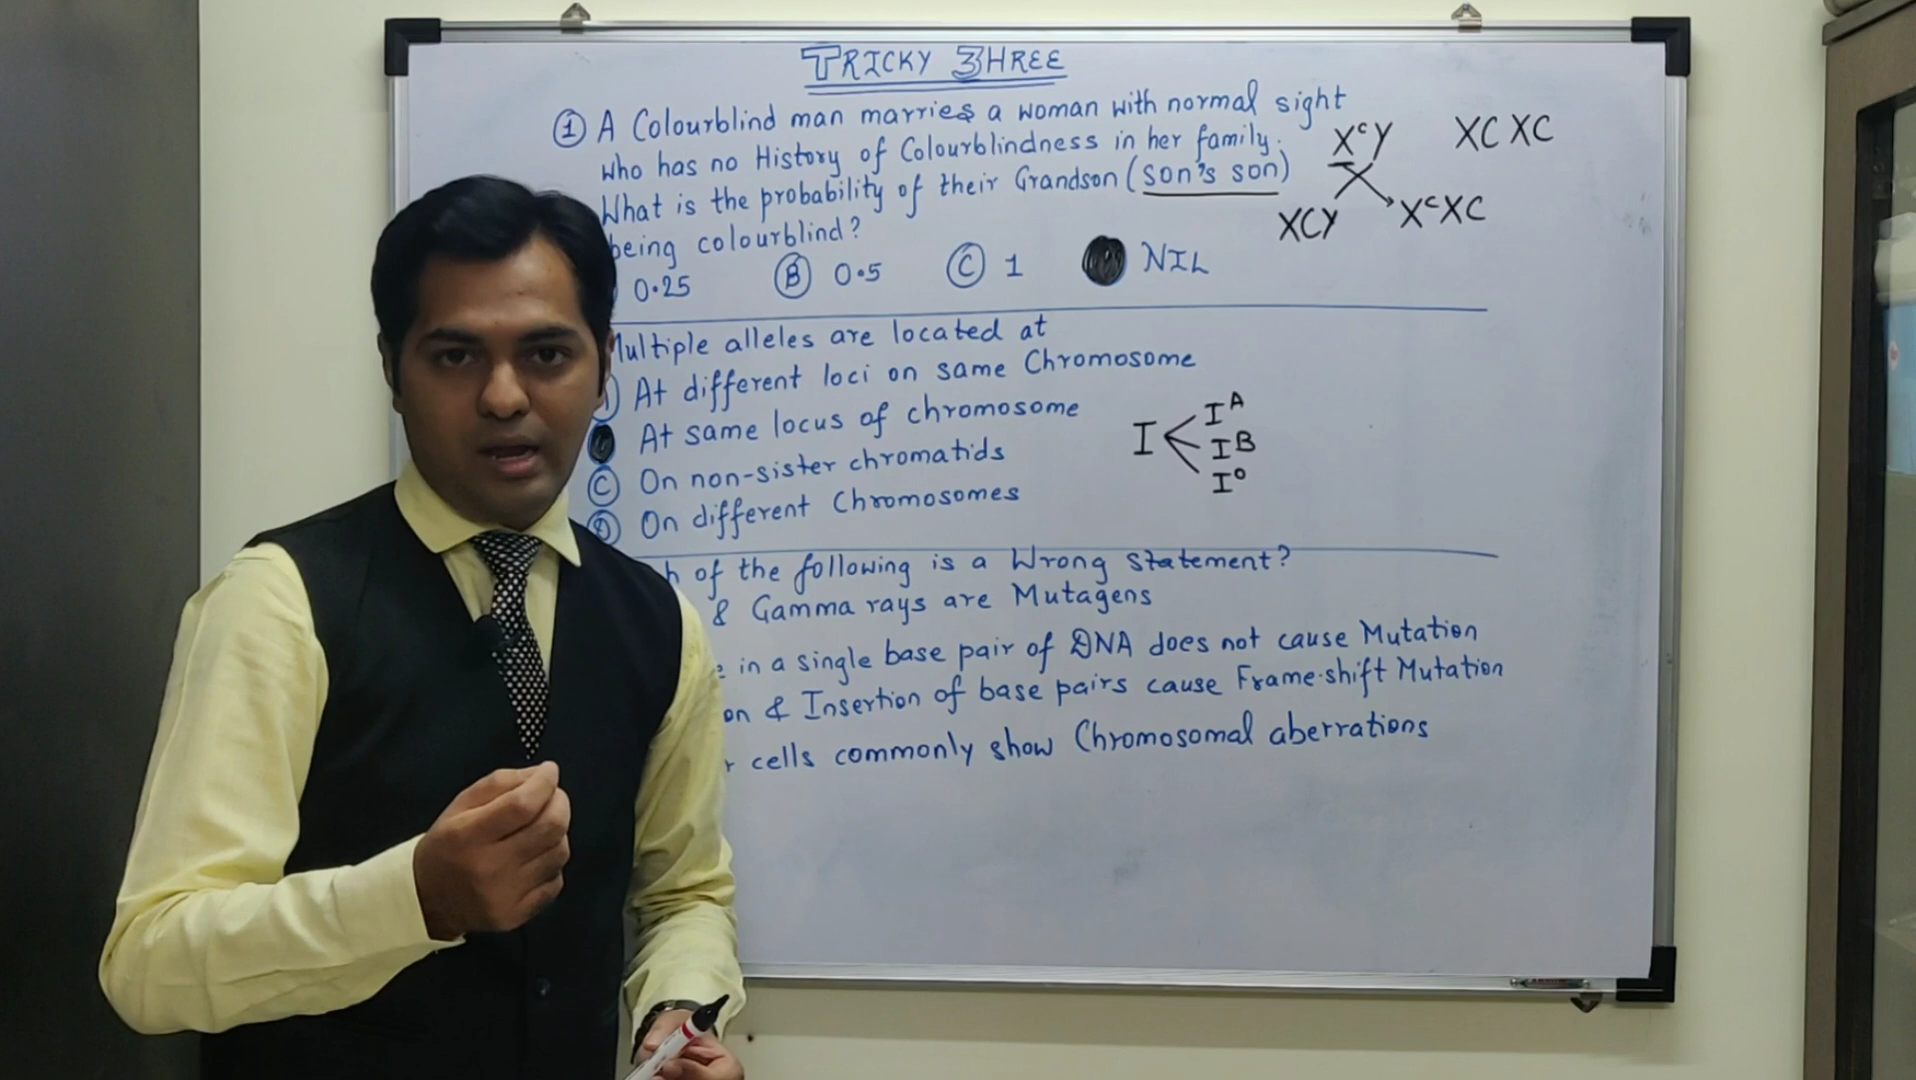 TRICKY 3HREE
① A Colourblind man marries a woman with normal sight
who has no History of Colourblindness in her family.
What is the probability of their Grandson (son's son)
being colourblind?
0.25 Ⓑ 0.5 Ⓒ 1 NIL
XᶜY XC XC
XCY XᶜXC
Multiple alleles are located at
At different loci on same Chromosome
At same locus of chromosome
Ⓒ On non-sister chromatids
Ⓓ On different Chromosomes
I Iᴬ
Iᴮ
I⁰
of the following is a Wrong statement?
& Gamma rays are Mutagens
in a single base pair of DNA does not cause Mutation
& Insertion of base pairs cause Frame-shift Mutation
cells commonly show Chromosomal aberrations